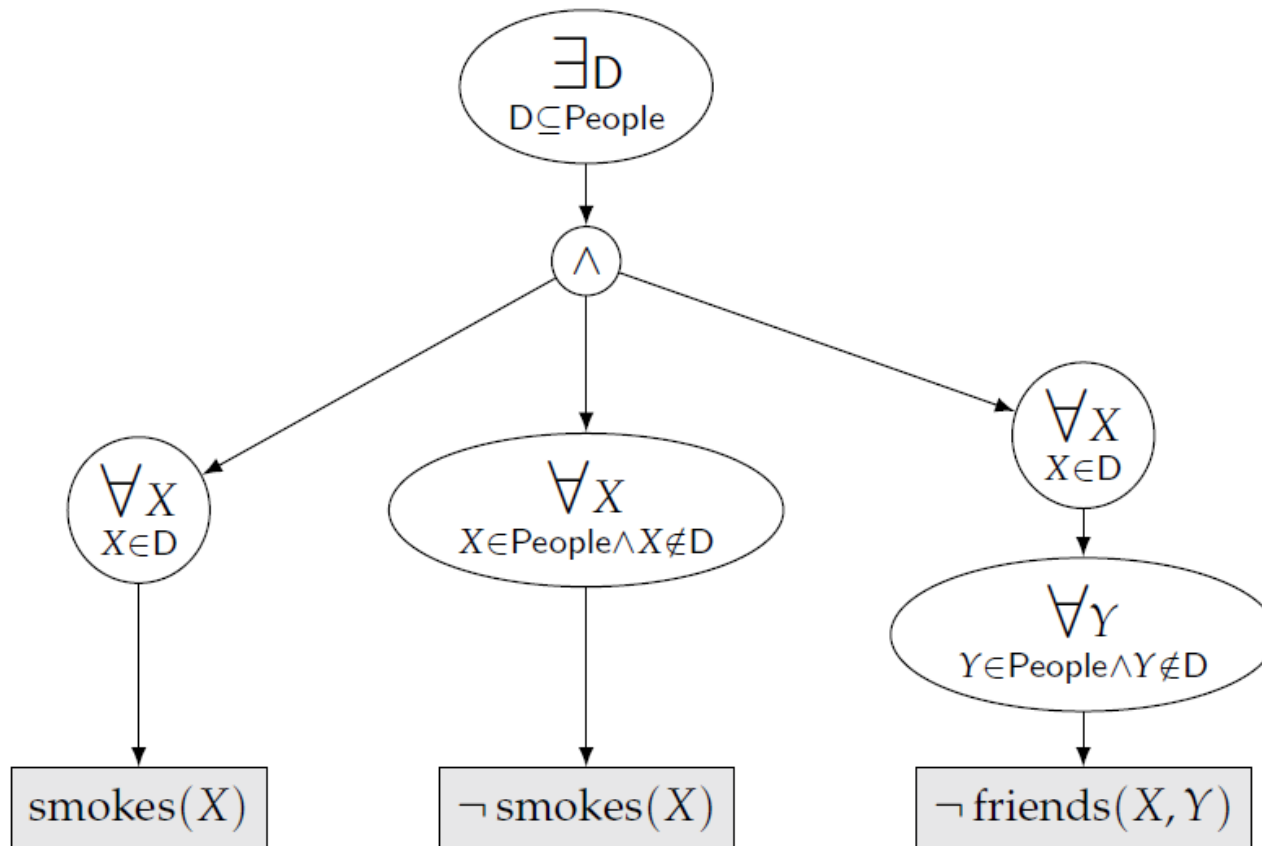 ∃D
D⊆People
∧
∀X
X∈D
∀X
X∈People∧X∉D
∀X
X∈D
∀Y
Y∈People∧Y∉D
smokes(X)
¬ smokes(X)
¬ friends(X, Y)